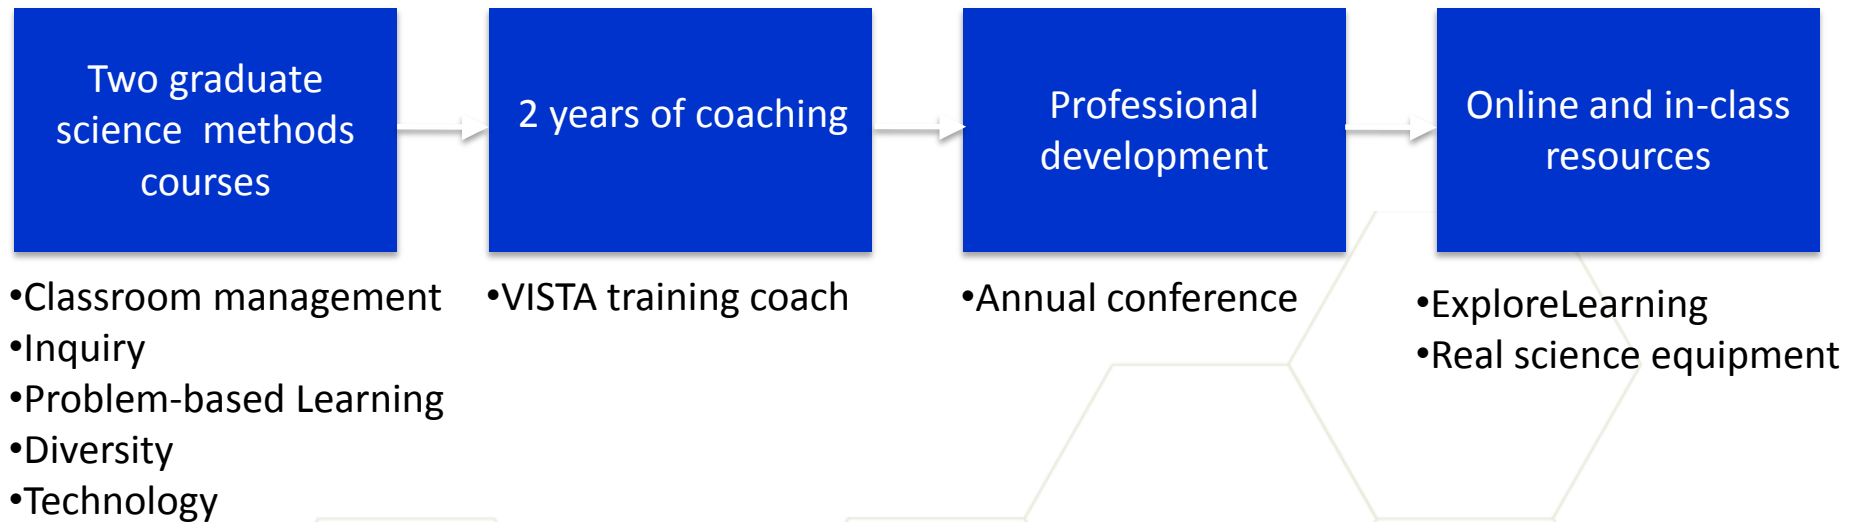 Two graduate
science methods
courses
2 years of coaching
Professional
development
Online and in-class
resources
•Classroom management
•Inquiry
•Problem-based Learning
•Diversity
•Technology
•VISTA training coach
•Annual conference
•ExploreLearning
•Real science equipment